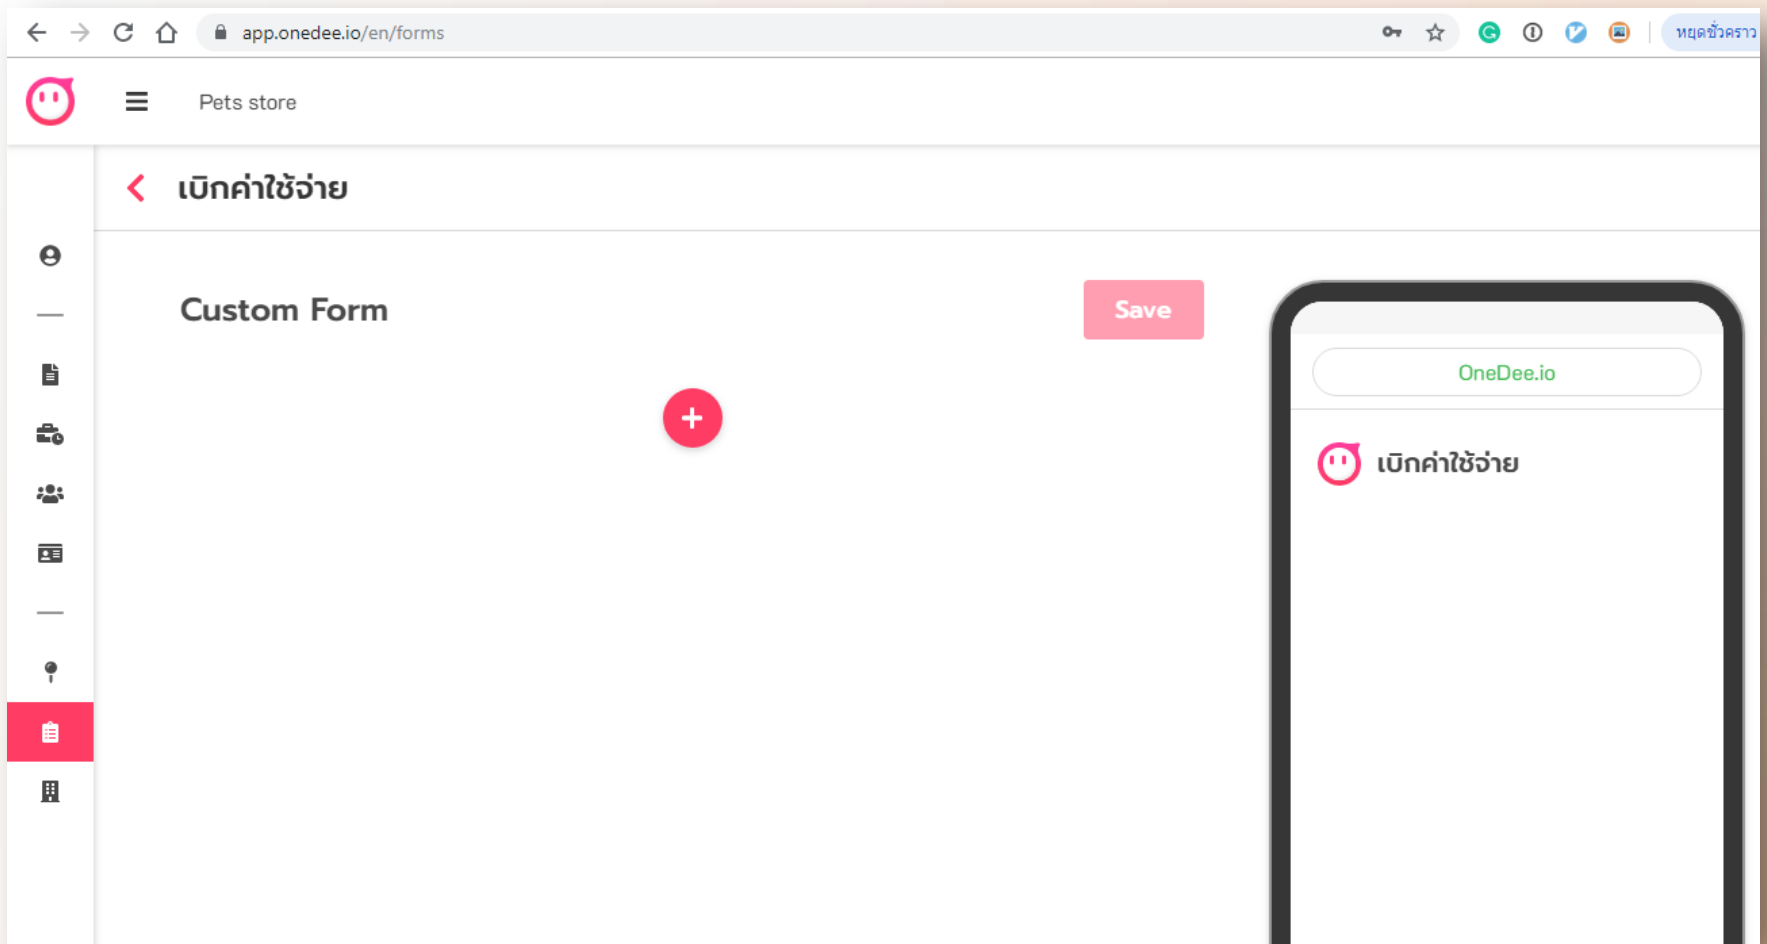 app.onedee.io/en/forms
หยุดชั่วคราว
Pets store
เบิกค่าใช้จ่าย
Custom Form
Save
OneDee.io
เบิกค่าใช้จ่าย